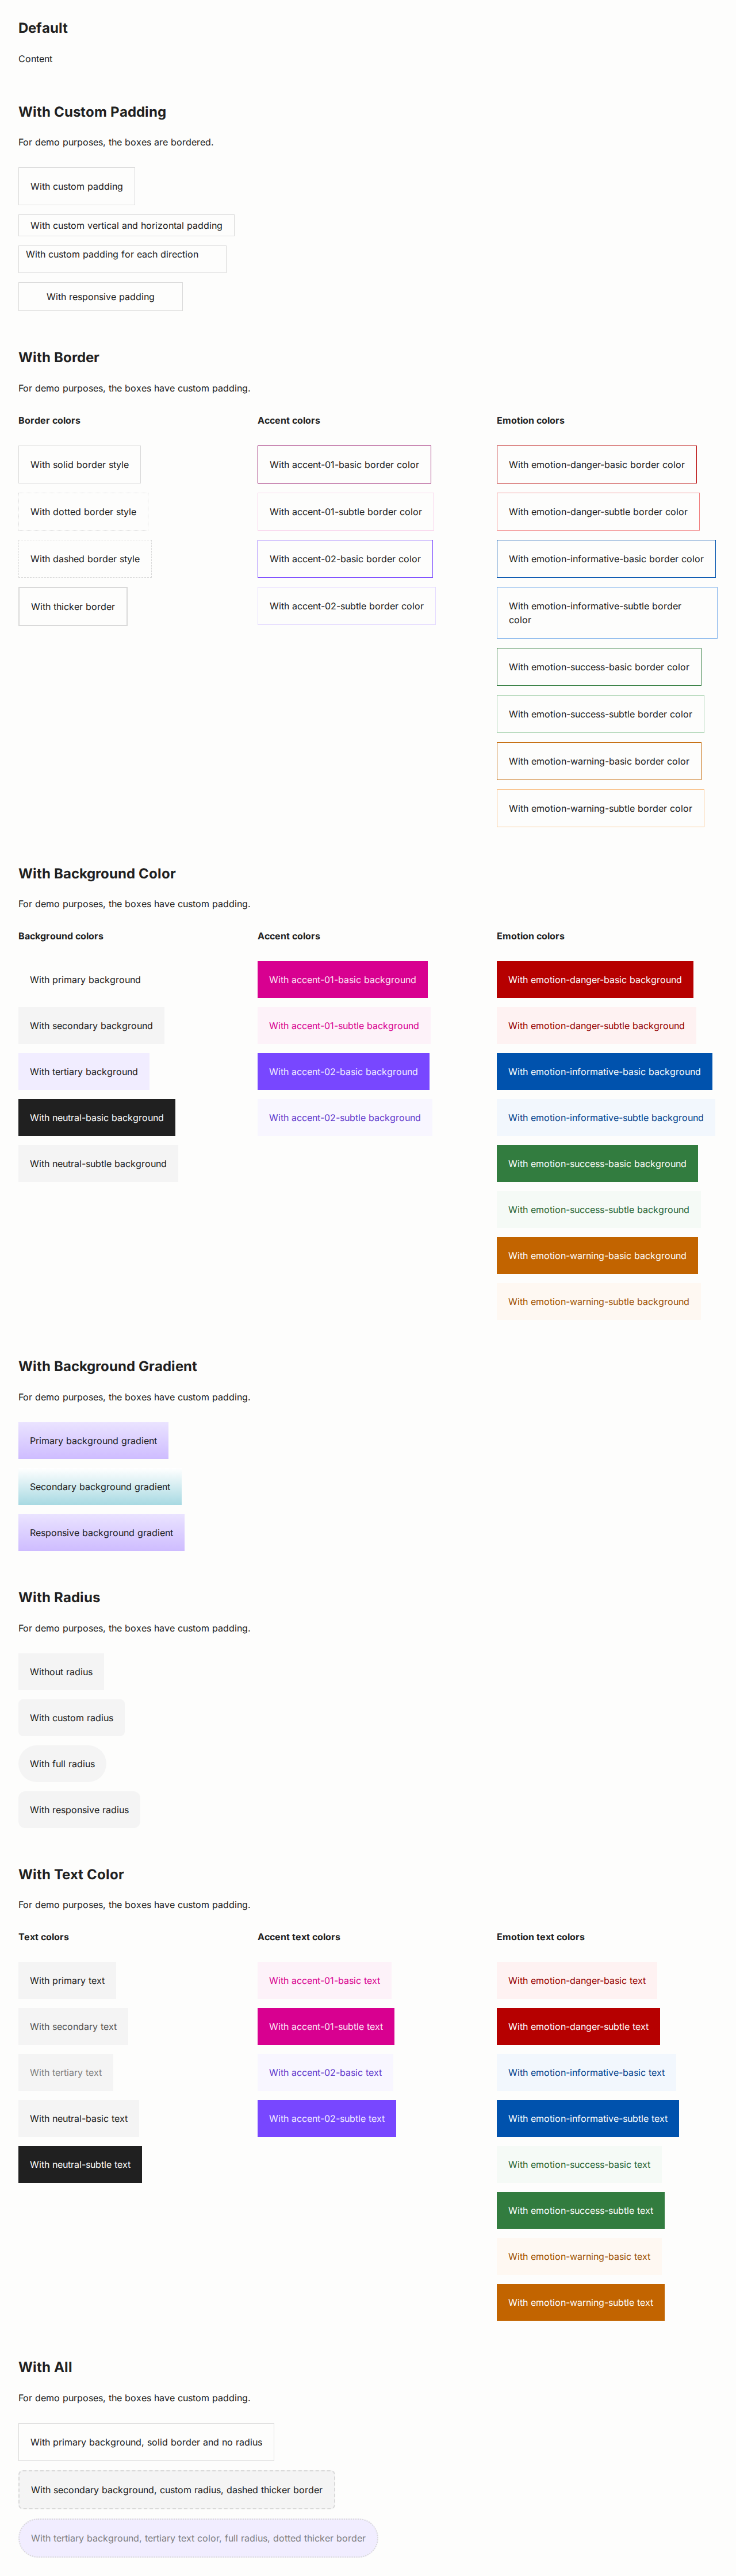 Default
Content
With Custom Padding
For demo purposes, the boxes are bordered.
With custom padding
With custom vertical and horizontal padding
With custom padding for each direction
With responsive padding
With Border
For demo purposes, the boxes have custom padding.
Border colors
With solid border style
With dotted border style
With dashed border style
With thicker border
Accent colors
With accent-01-basic border color
With accent-01-subtle border color
With accent-02-basic border color
With accent-02-subtle border color
Emotion colors
With emotion-danger-basic border color
With emotion-danger-subtle border color
With emotion-informative-basic border color
With emotion-informative-subtle border
color
With emotion-success-basic border color
With emotion-success-subtle border color
With emotion-warning-basic border color
With emotion-warning-subtle border color
With Background Color
For demo purposes, the boxes have custom padding.
Background colors
With primary background
With secondary background
With tertiary background
With neutral-basic background
With neutral-subtle background
Accent colors
With accent-01-basic background
With accent-01-subtle background
With accent-02-basic background
With accent-02-subtle background
Emotion colors
With emotion-danger-basic background
With emotion-danger-subtle background
With emotion-informative-basic background
With emotion-informative-subtle background
With emotion-success-basic background
With emotion-success-subtle background
With emotion-warning-basic background
With emotion-warning-subtle background
With Background Gradient
For demo purposes, the boxes have custom padding.
Primary background gradient
Secondary background gradient
Responsive background gradient
With Radius
For demo purposes, the boxes have custom padding.
Without radius
With custom radius
With full radius
With responsive radius
With Text Color
For demo purposes, the boxes have custom padding.
Text colors
With primary text
With secondary text
With tertiary text
With neutral-basic text
With neutral-subtle text
Accent text colors
With accent-01-basic text
With accent-01-subtle text
With accent-02-basic text
With accent-02-subtle text
Emotion text colors
With emotion-danger-basic text
With emotion-danger-subtle text
With emotion-informative-basic text
With emotion-informative-subtle text
With emotion-success-basic text
With emotion-success-subtle text
With emotion-warning-basic text
With emotion-warning-subtle text
With All
For demo purposes, the boxes have custom padding.
With primary background, solid border and no radius
With secondary background, custom radius, dashed thicker border
With tertiary background, tertiary text color, full radius, dotted thicker border